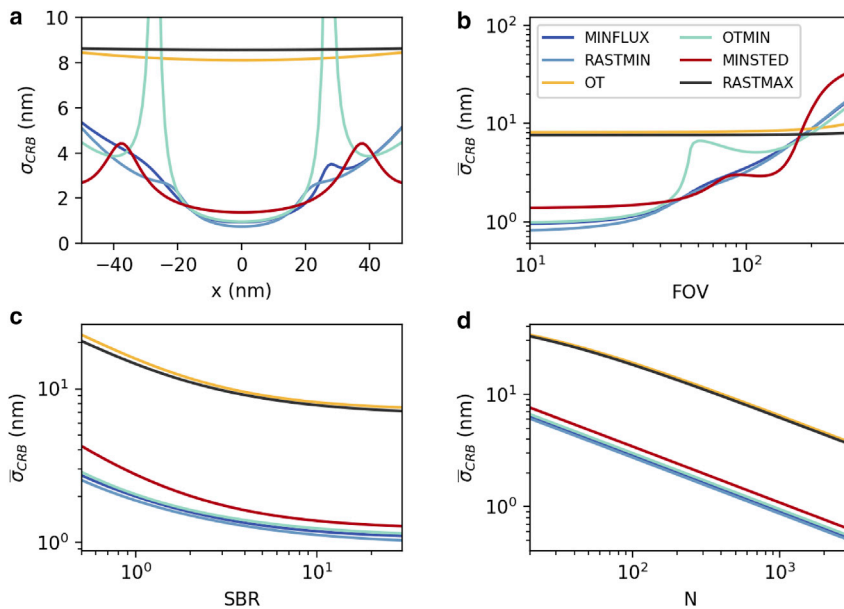 a
σCRB (nm)
10
8
6
4
2
0
−40 −20 0 20 40
x (nm)
b
σ̅CRB (nm)
10²
10¹
10⁰
MINFLUX OTMIN
RASTMIN MINSTED
OT RASTMAX
10¹ 10²
FOV
c
σ̅CRB (nm)
10¹
10⁰
10⁰ 10¹
SBR
d
σ̅CRB (nm)
10¹
10⁰
10² 10³
N